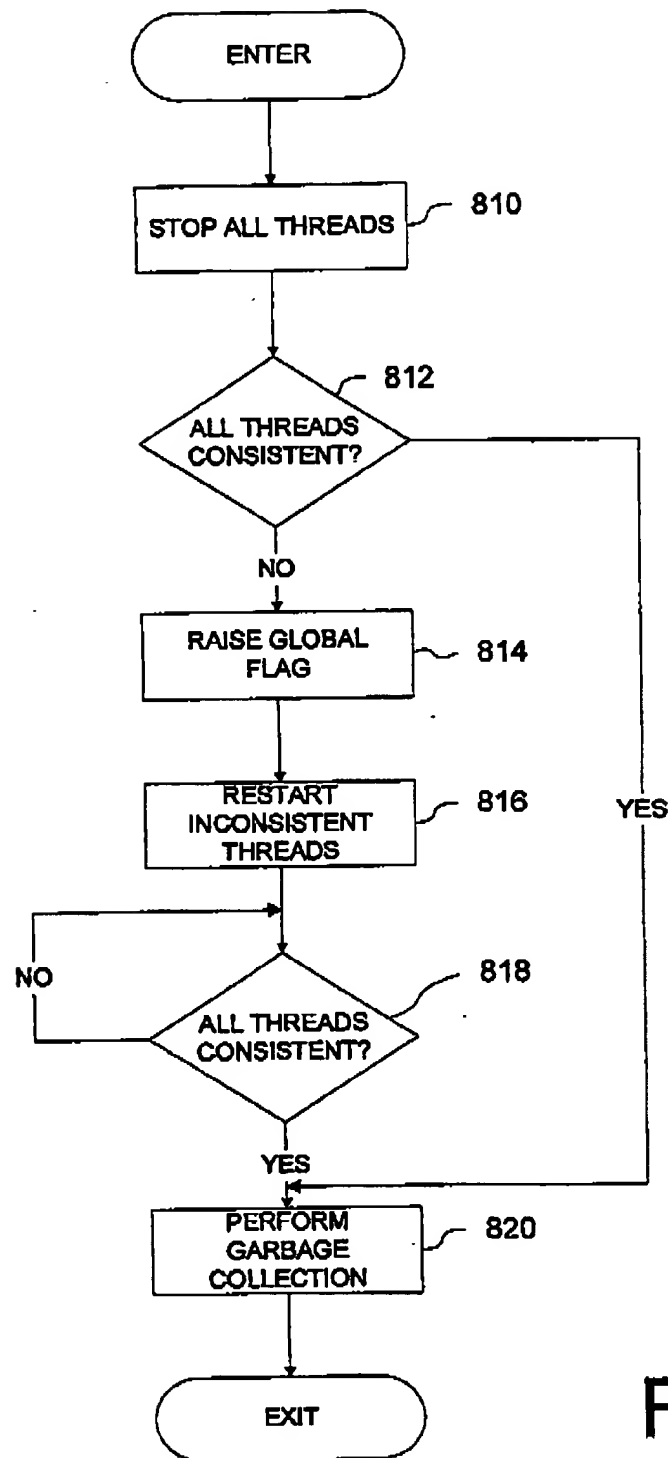 ENTER
STOP ALL THREADS
810
812
ALL THREADS
CONSISTENT?
NO
RAISE GLOBAL
FLAG
814
RESTART
INCONSISTENT
THREADS
816
YES
NO
818
ALL THREADS
CONSISTENT?
YES
PERFORM
GARBAGE
COLLECTION
820
EXIT
F